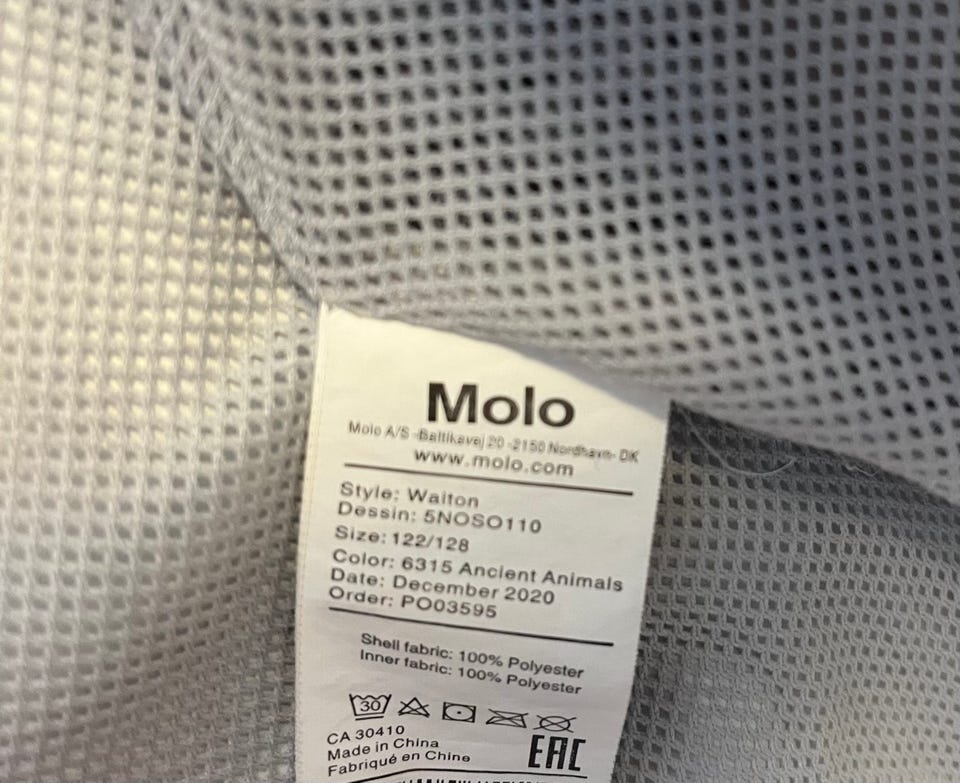 Molo
Molo A/S -Baltikavej 20 -2150 Nordhavn- DK
www.molo.com
Style: Walton
Dessin: 5NOSO110
Size: 122/128
Color: 6315 Ancient Animals
Date: December 2020
Order: PO03595
Shell fabric: 100% Polyester
Inner fabric: 100% Polyester
30
CA 30410
Made in China
Fabriqué en Chine
EAC